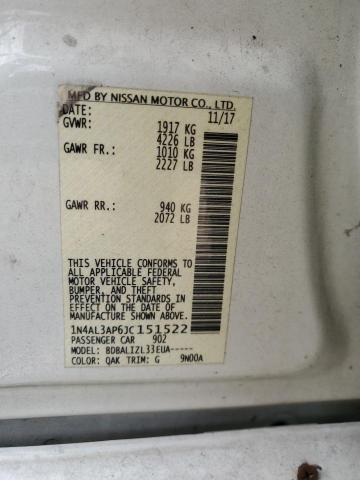 MFD BY NISSAN MOTOR CO., LTD.
DATE: 11/17
GVWR: 1917 KG
4226 LB
GAWR FR.: 1010 KG
2227 LB
GAWR RR.: 940 KG
2072 LB
THIS VEHICLE CONFORMS TO
ALL APPLICABLE FEDERAL
MOTOR VEHICLE SAFETY,
BUMPER, AND THEFT
PREVENTION STANDARDS IN
EFFECT ON THE DATE OF
MANUFACTURE SHOWN ABOVE.
1N4AL3AP6JC151522
PASSENGER CAR 902
MODEL: BDBALIZL33EUA-----
COLOR: QAK TRIM: G 9N00A